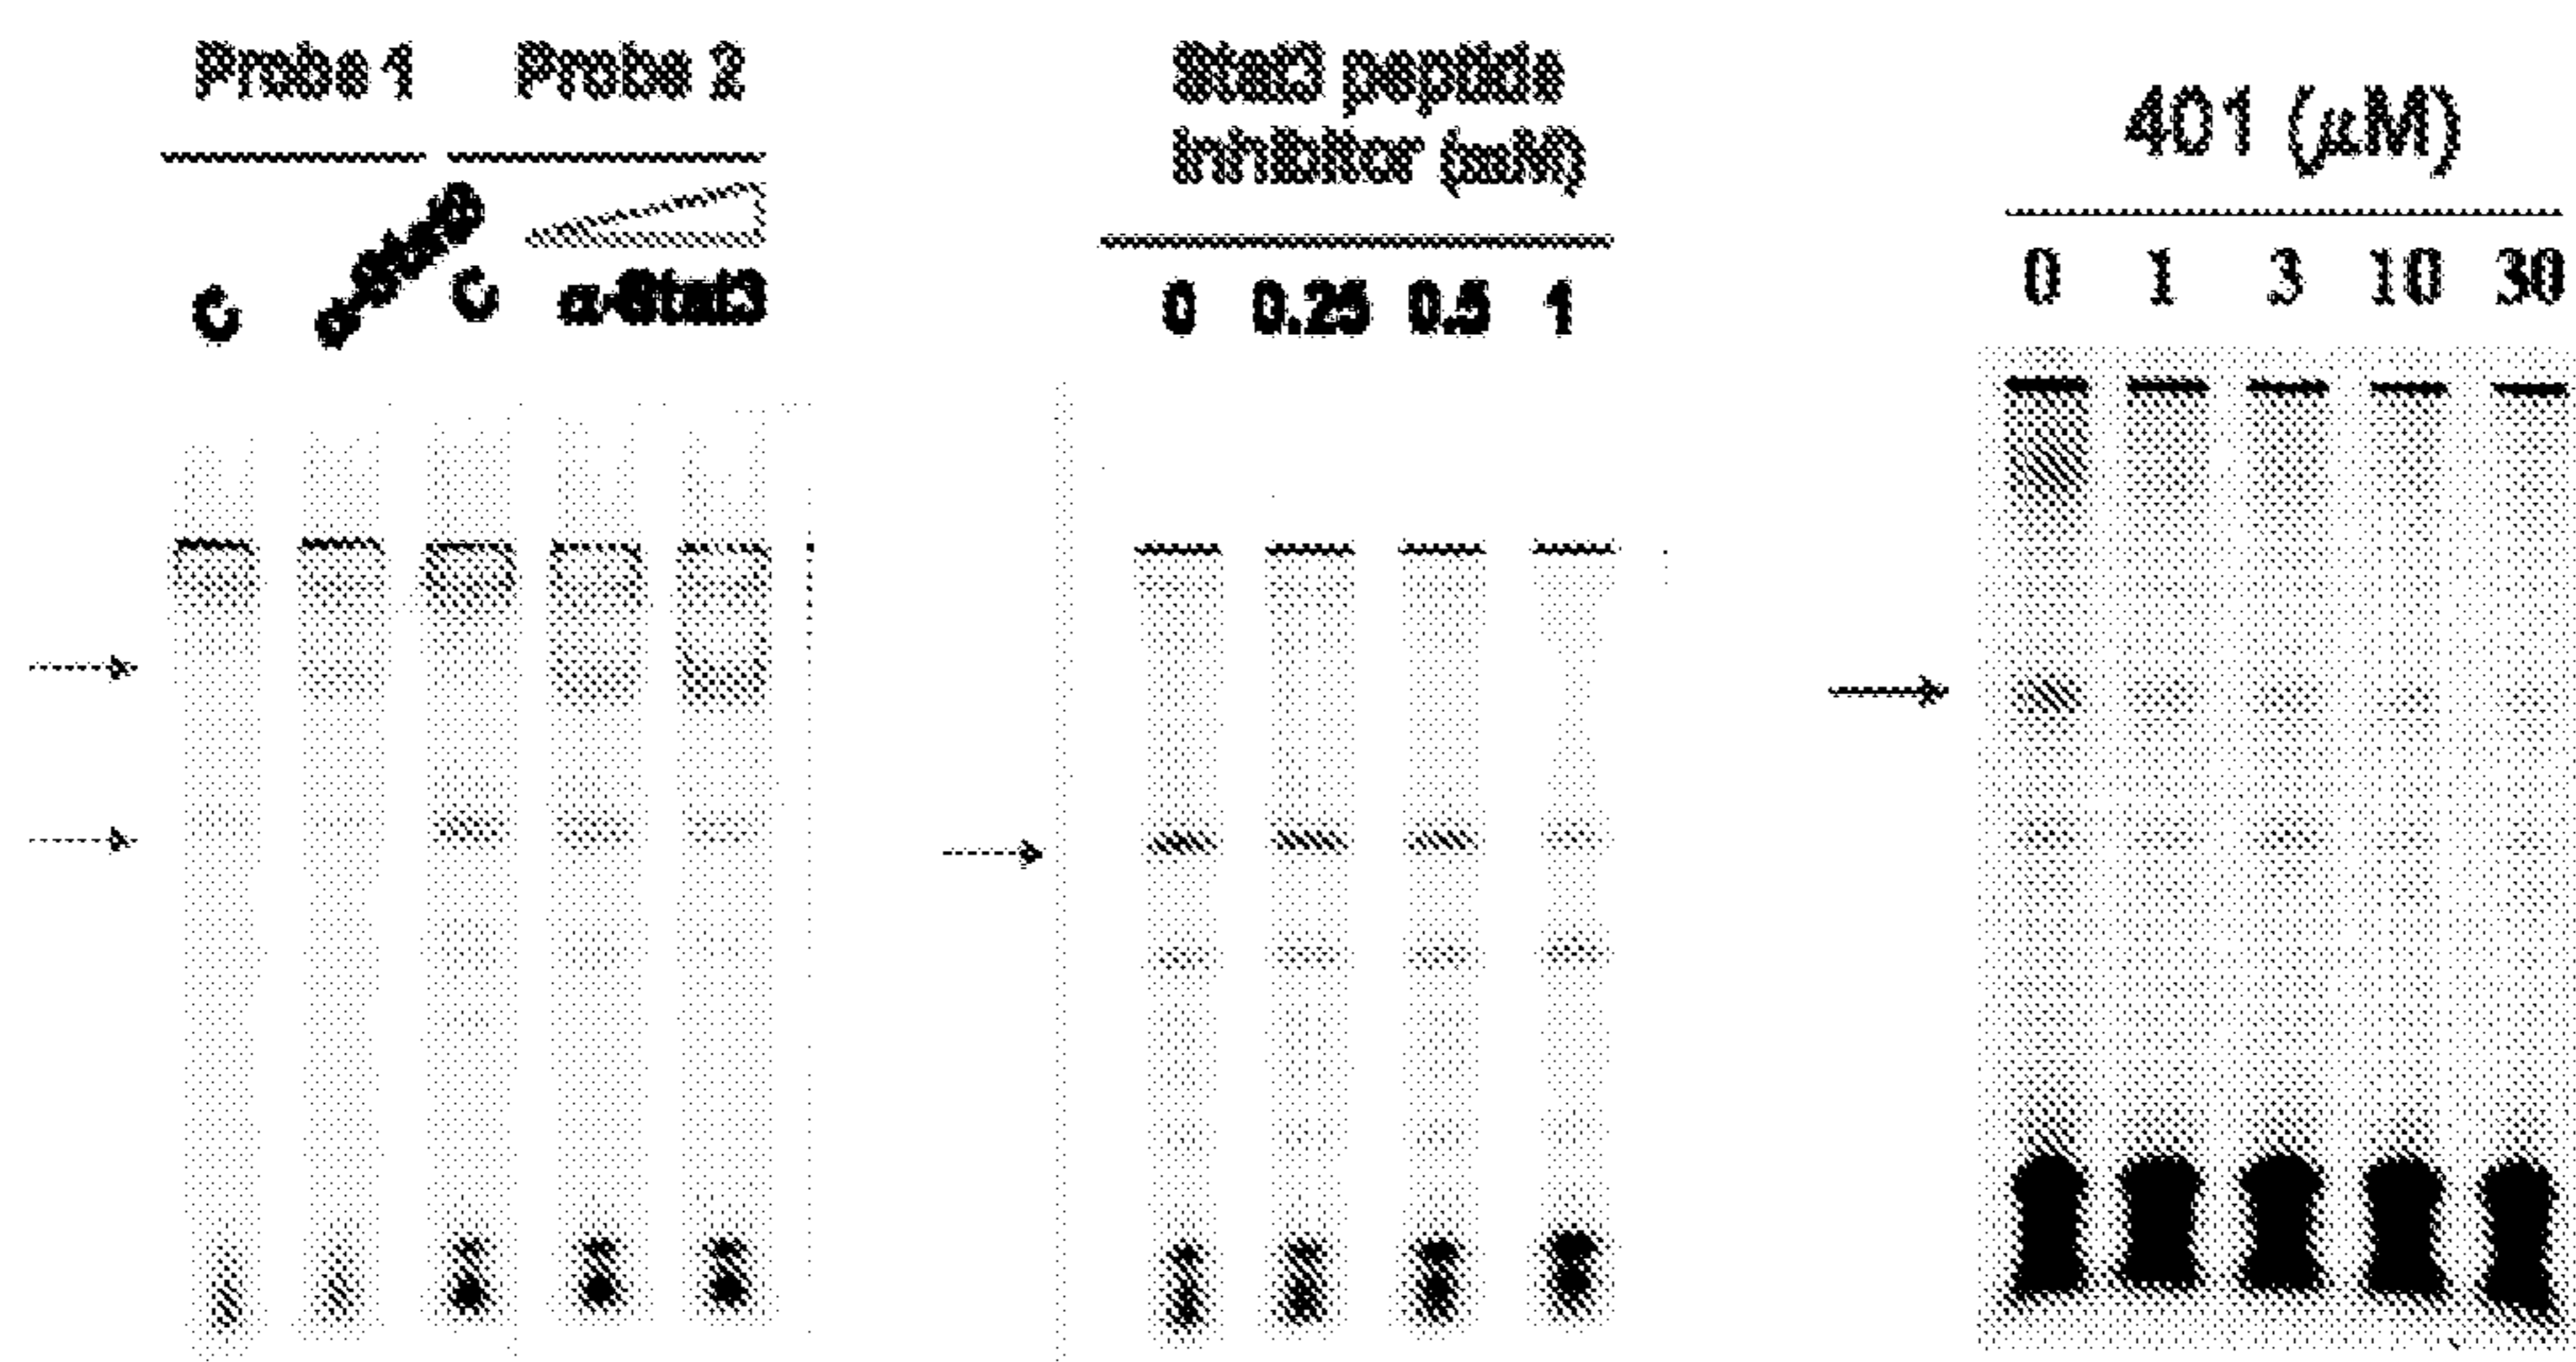 Probe 1 Probe 2
C α-Stat3 C α-Stat3
Stat3 peptide
inhibitor (mM)
0 0.25 0.5 1
401 (μM)
0 1 3 10 30